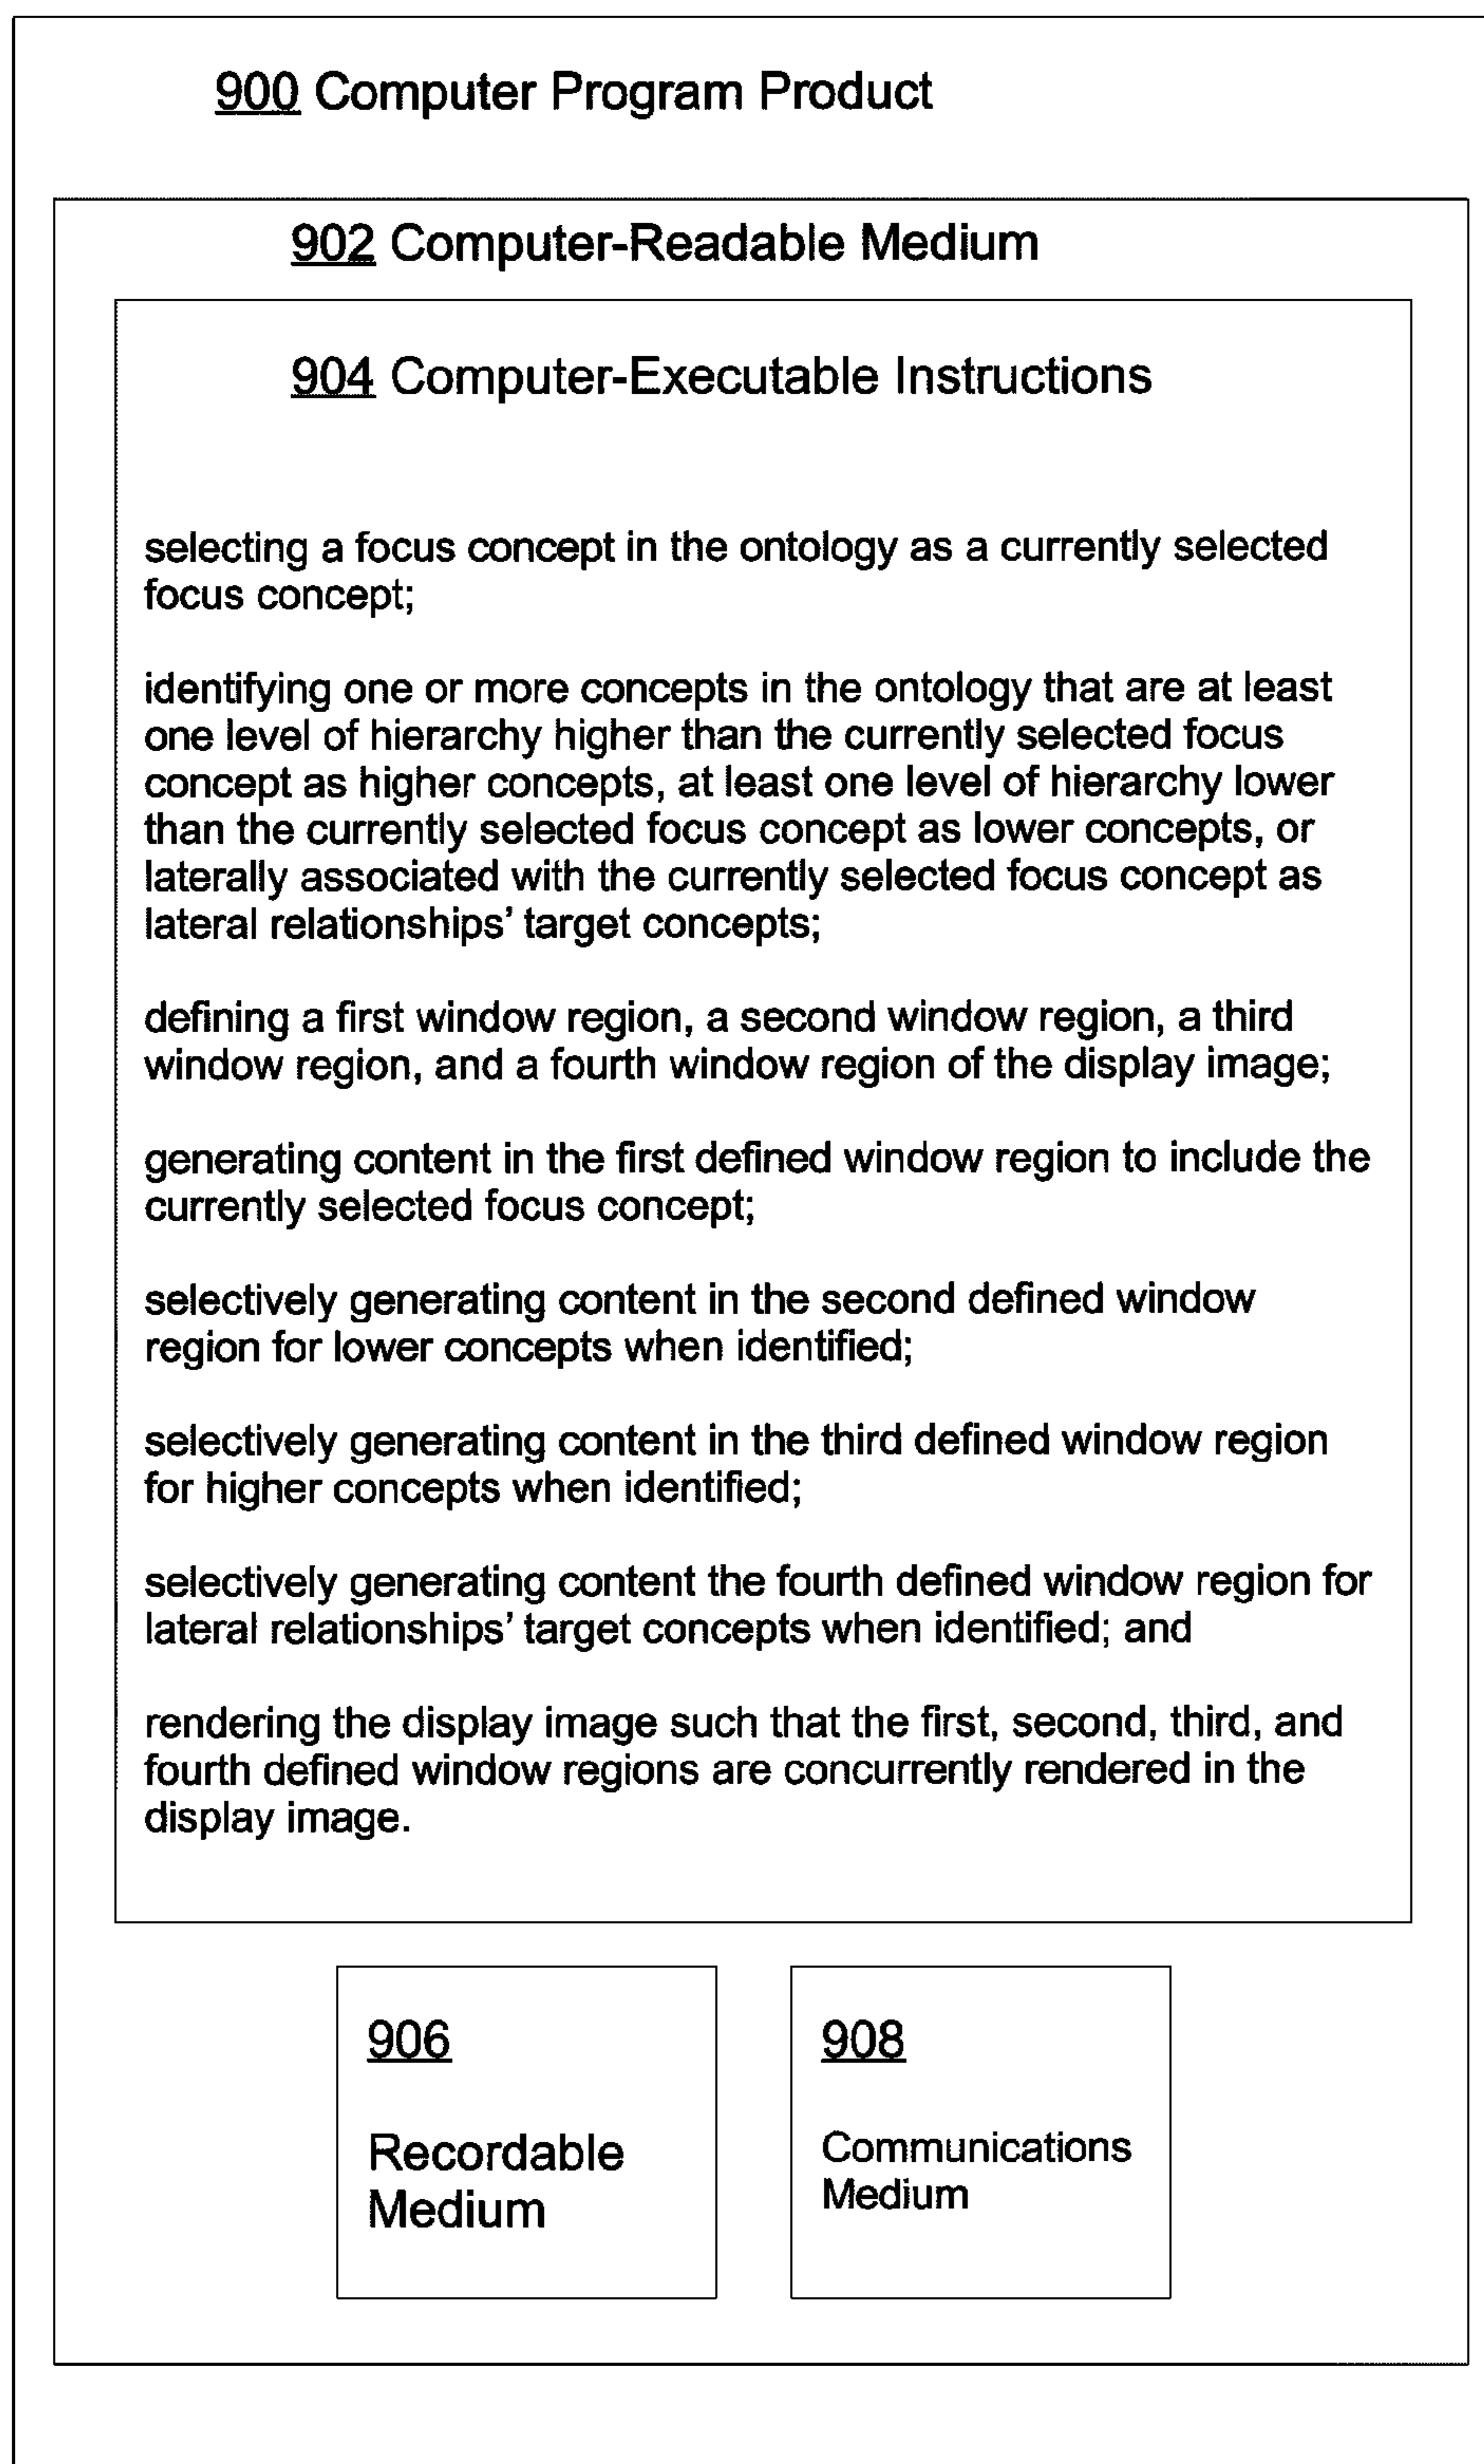 900 Computer Program Product
902 Computer-Readable Medium
904 Computer-Executable Instructions
selecting a focus concept in the ontology as a currently selected
focus concept;
identifying one or more concepts in the ontology that are at least
one level of hierarchy higher than the currently selected focus
concept as higher concepts, at least one level of hierarchy lower
than the currently selected focus concept as lower concepts, or
laterally associated with the currently selected focus concept as
lateral relationships’ target concepts;
defining a first window region, a second window region, a third
window region, and a fourth window region of the display image;
generating content in the first defined window region to include the
currently selected focus concept;
selectively generating content in the second defined window
region for lower concepts when identified;
selectively generating content in the third defined window region
for higher concepts when identified;
selectively generating content the fourth defined window region for
lateral relationships’ target concepts when identified; and
rendering the display image such that the first, second, third, and
fourth defined window regions are concurrently rendered in the
display image.
906
Recordable
Medium
908
Communications
Medium